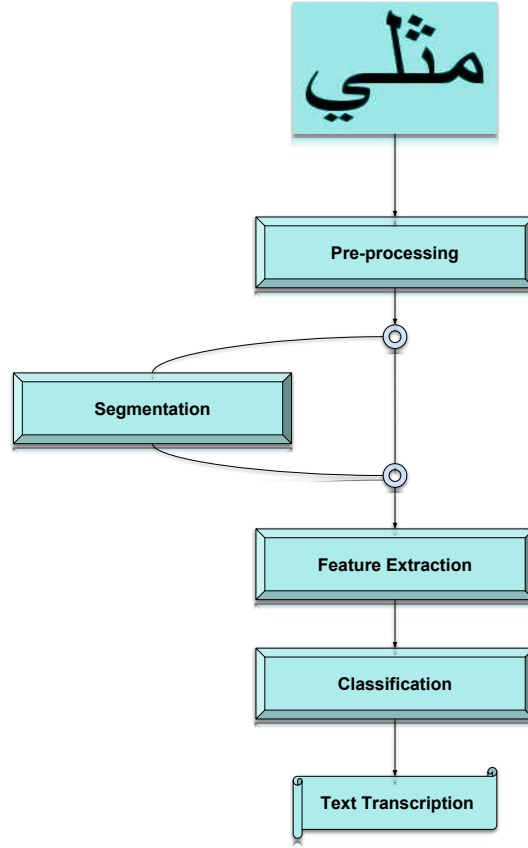 مثلي
Pre-processing
Segmentation
Feature Extraction
Classification
Text Transcription